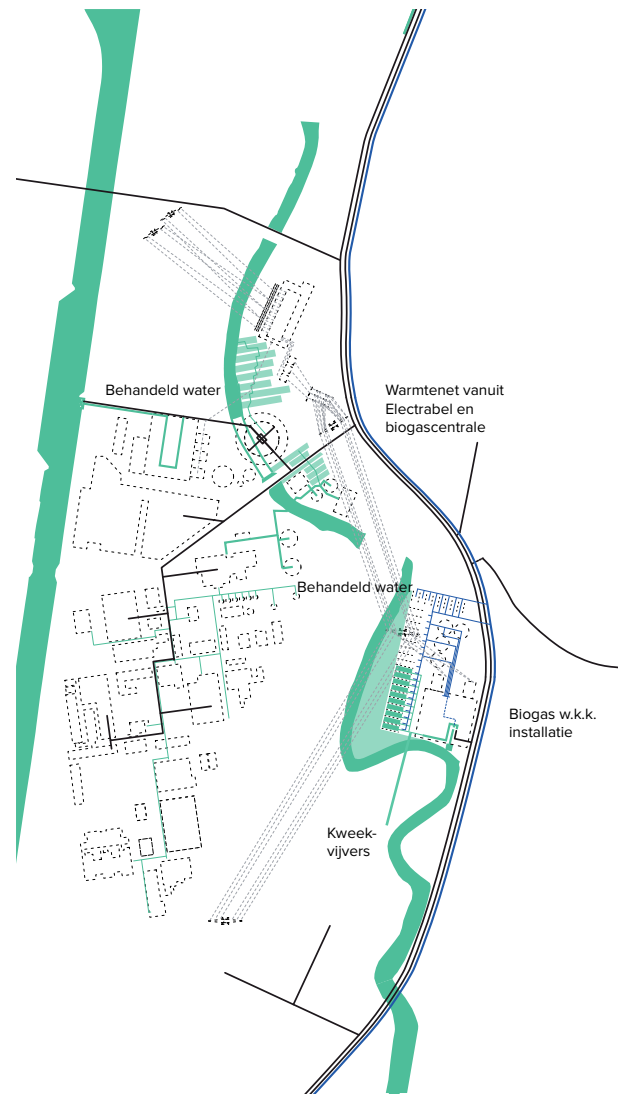 Behandeld water
Warmtenet vanuit
Electrabel en
biogascentrale
Behandeld water
Biogas w.k.k.
installatie
Kweek-
vijvers